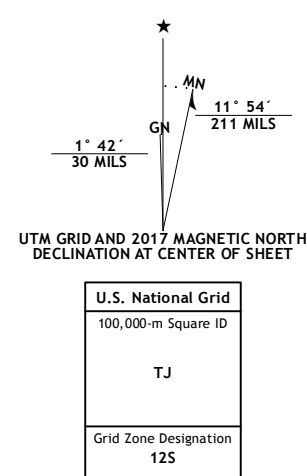 ★
MN
GN
11° 54´
211 MILS
1° 42´
30 MILS
UTM GRID AND 2017 MAGNETIC NORTH
DECLINATION AT CENTER OF SHEET
U.S. National Grid
100,000-m Square ID
TJ
Grid Zone Designation
12S